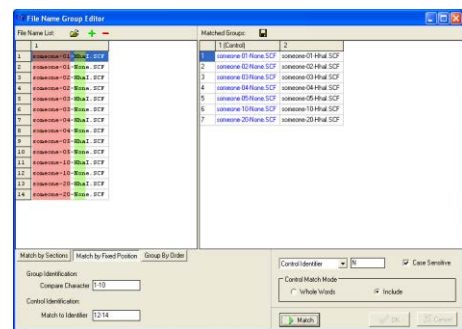 File Name Group Editor
File Name List:
Matched Groups:
1
1 someone-01-HhaI.SCF
2 someone-01-None.SCF
3 someone-02-HhaI.SCF
4 someone-02-None.SCF
5 someone-03-HhaI.SCF
6 someone-03-None.SCF
7 someone-04-HhaI.SCF
8 someone-04-None.SCF
9 someone-05-HhaI.SCF
10 someone-05-None.SCF
11 someone-10-HhaI.SCF
12 someone-10-None.SCF
13 someone-20-HhaI.SCF
14 someone-20-None.SCF
1 (Control) 2
1 someone-01-None.SCF someone-01-HhaI.SCF
2 someone-02-None.SCF someone-02-HhaI.SCF
3 someone-03-None.SCF someone-03-HhaI.SCF
4 someone-04-None.SCF someone-04-HhaI.SCF
5 someone-05-None.SCF someone-05-HhaI.SCF
6 someone-10-None.SCF someone-10-HhaI.SCF
7 someone-20-None.SCF someone-20-HhaI.SCF
Match by Sections Match by Fixed Position Group By Order
Group Identification:
Compare Character 1-10
Control Identification:
Match to Identifier 12-14
Control Identifier N Case Sensitive
Control Match Mode
Whole Words Include
Match OK Cancel